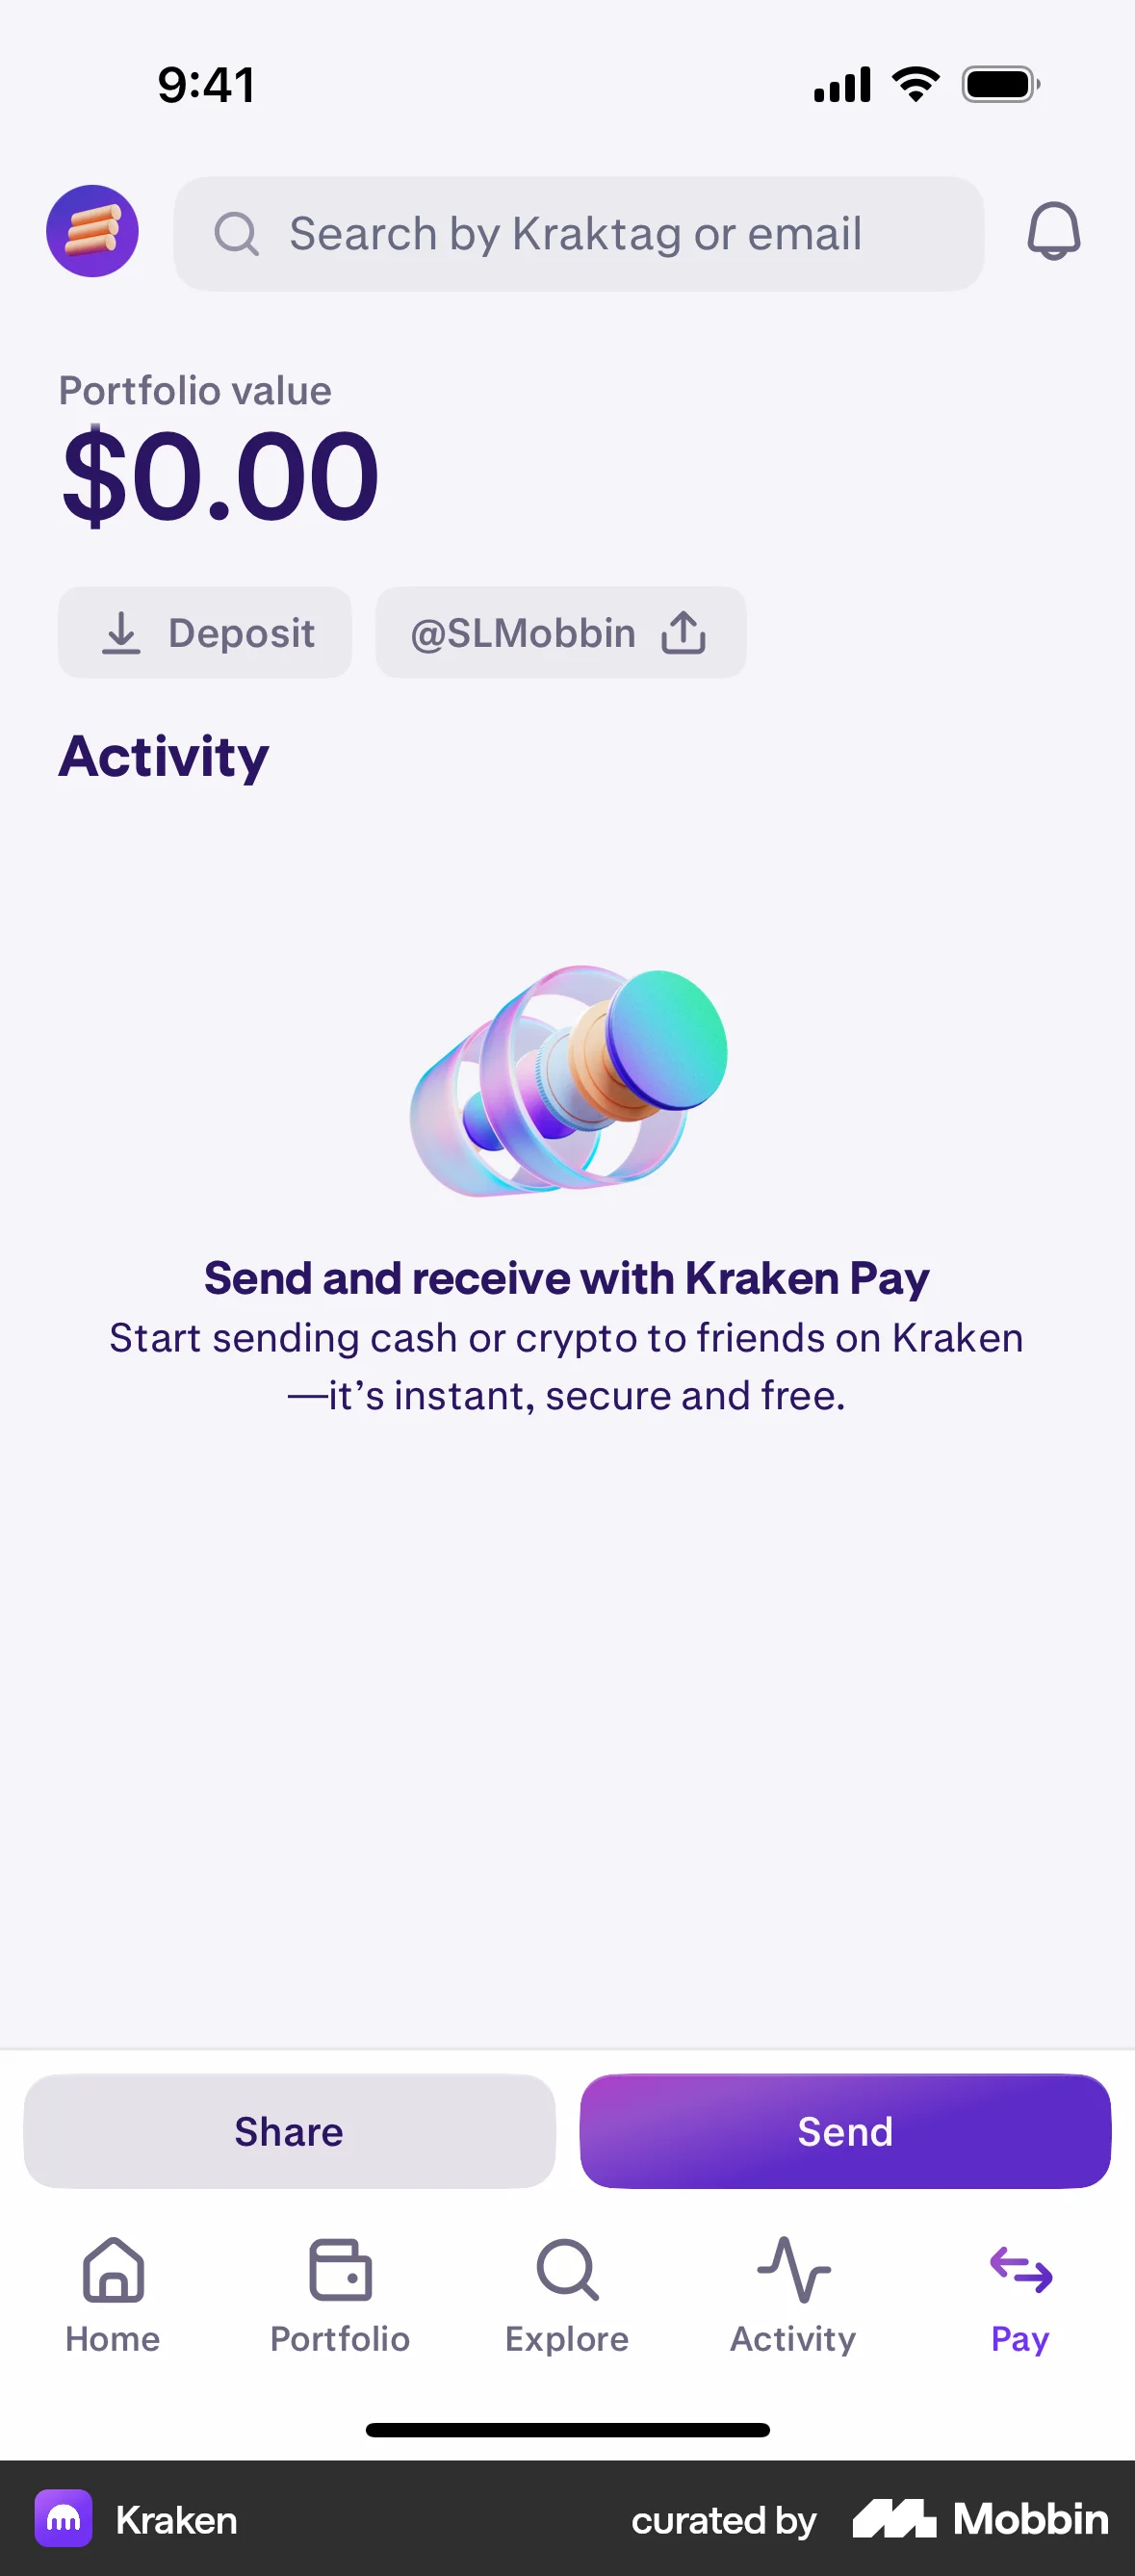 9:41
Search by Kraktag or email
Portfolio value
$0.00
Deposit
@SLMobbin
Activity
Send and receive with Kraken Pay
Start sending cash or crypto to friends on Kraken
—it’s instant, secure and free.
Share
Send
Home
Portfolio
Explore
Activity
Pay
Kraken
curated by
Mobbin